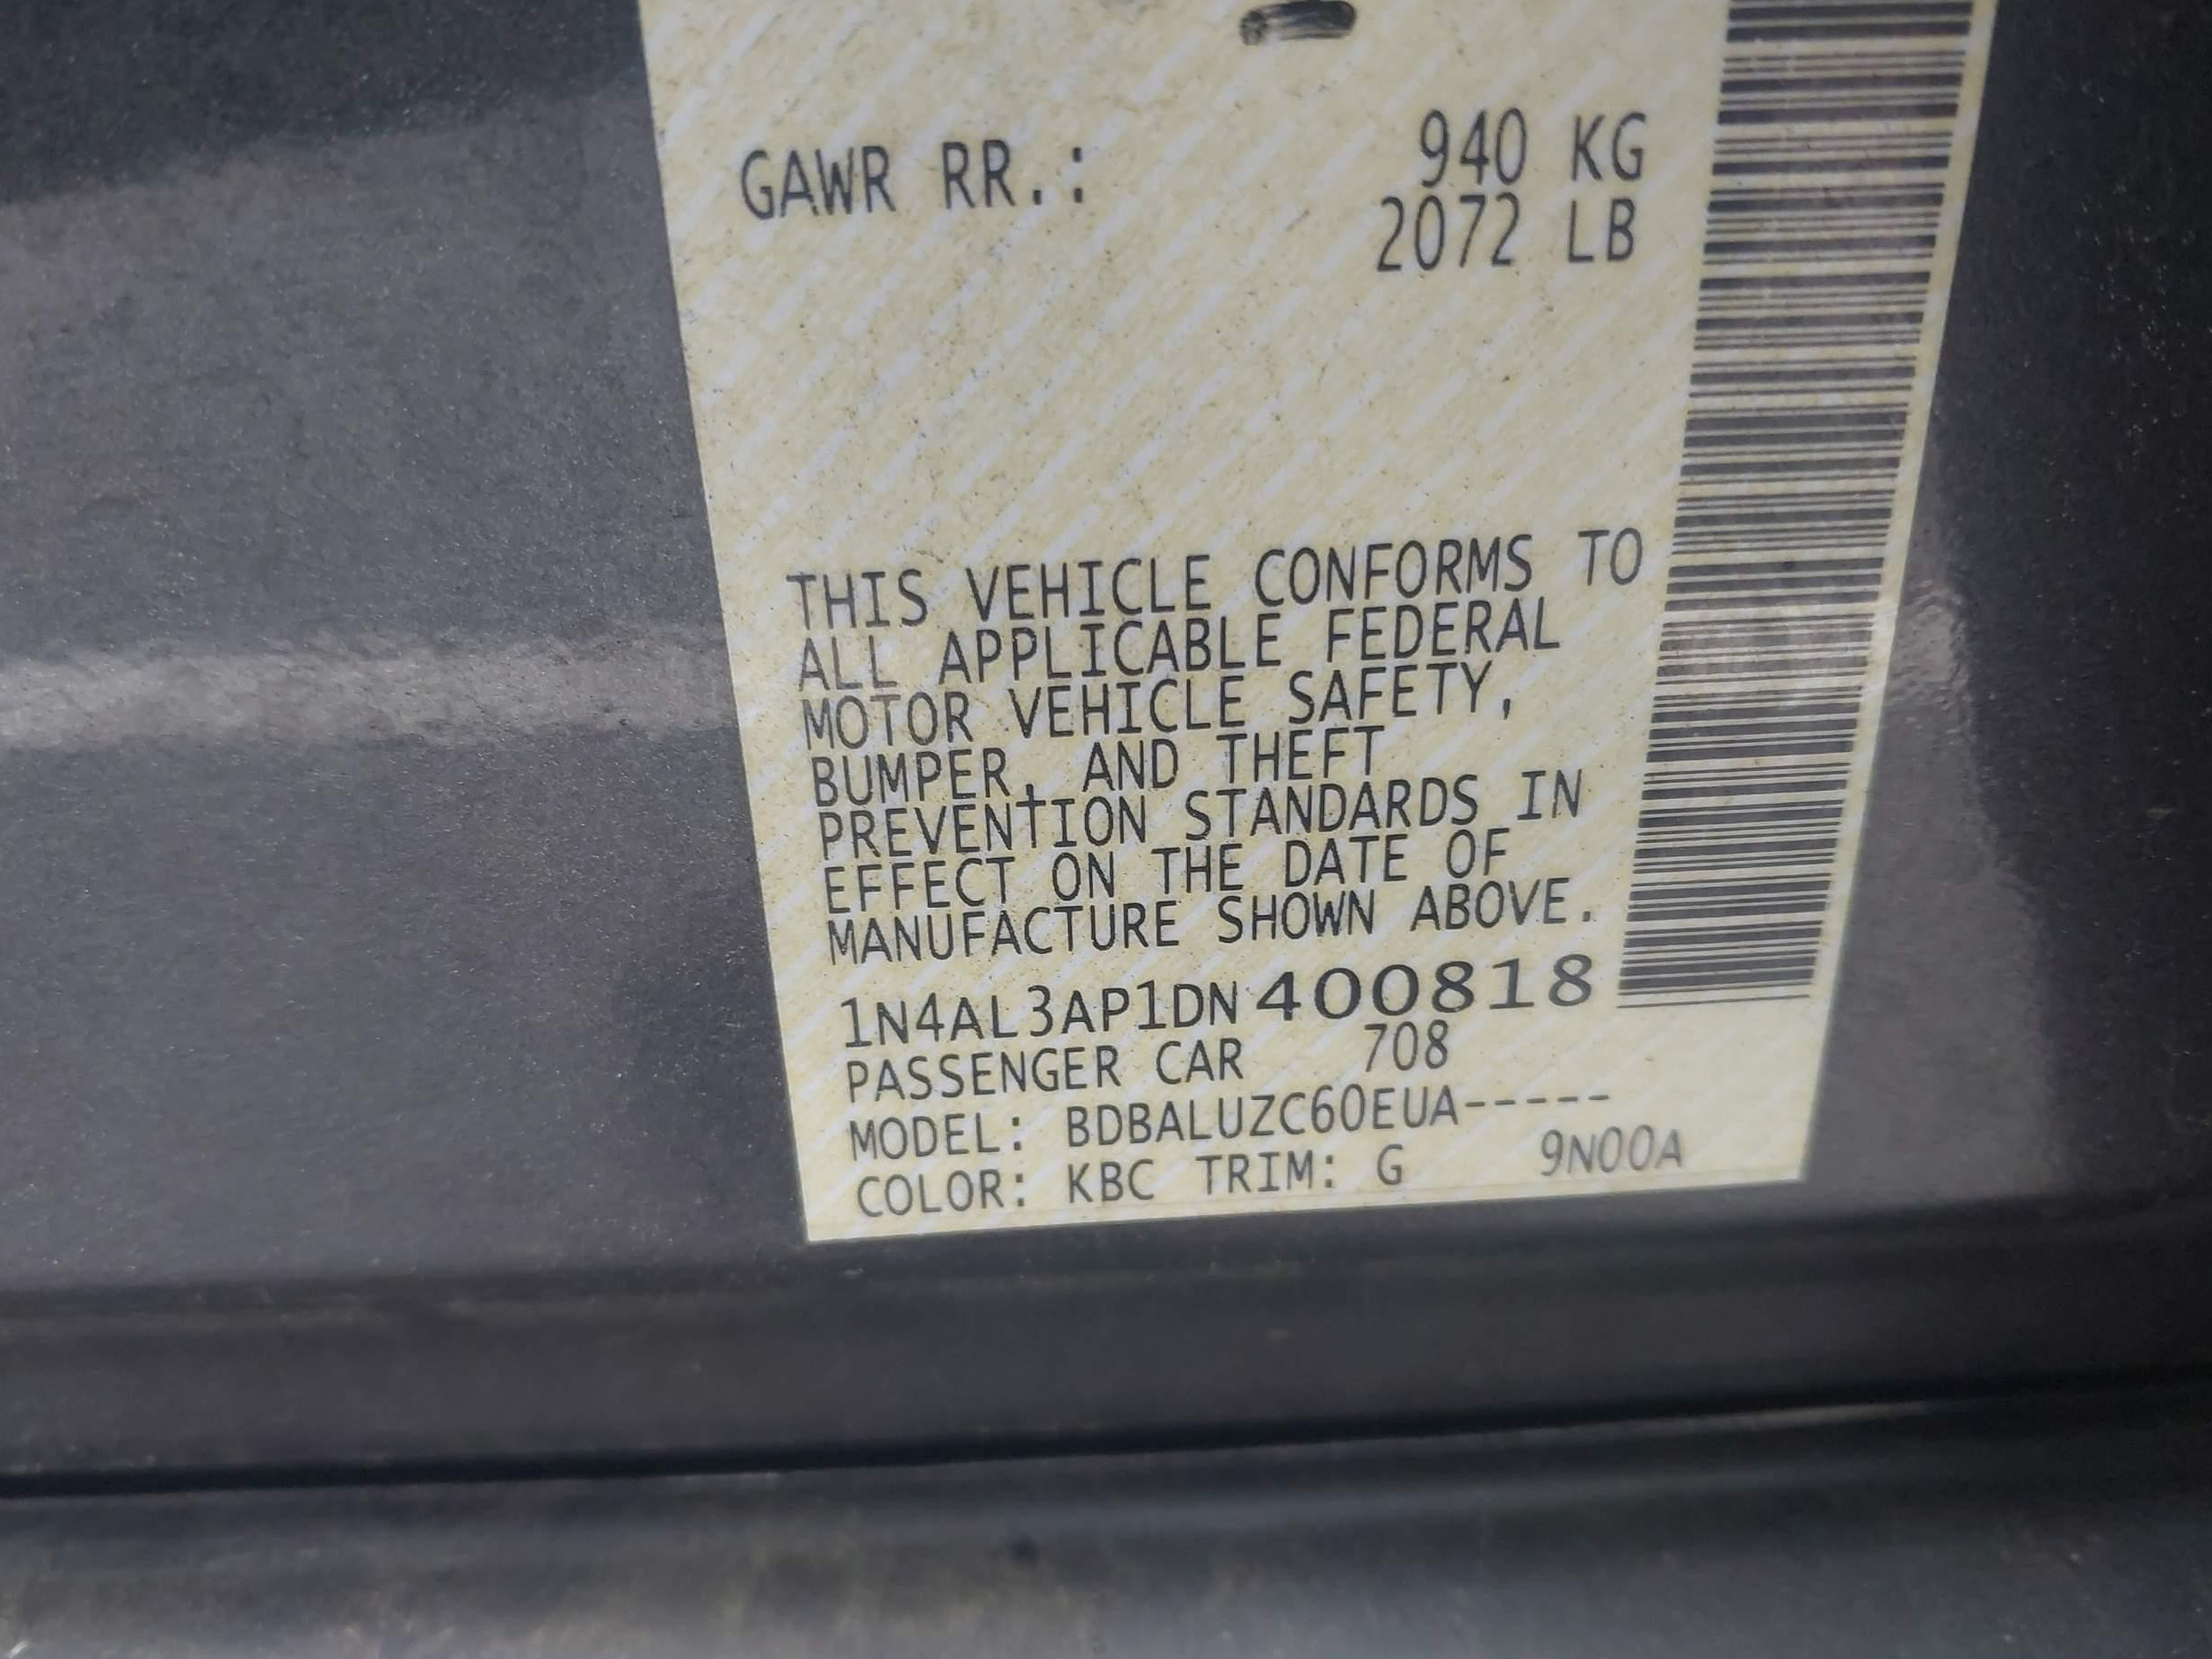 GAWR RR.: 940 KG
2072 LB
THIS VEHICLE CONFORMS TO
ALL APPLICABLE FEDERAL
MOTOR VEHICLE SAFETY,
BUMPER, AND THEFT
PREVENTION STANDARDS IN
EFFECT ON THE DATE OF
MANUFACTURE SHOWN ABOVE.
1N4AL3AP1DN400818
PASSENGER CAR 708
MODEL: BDBALUZC60EUA-----
COLOR: KBC TRIM: G 9N00A